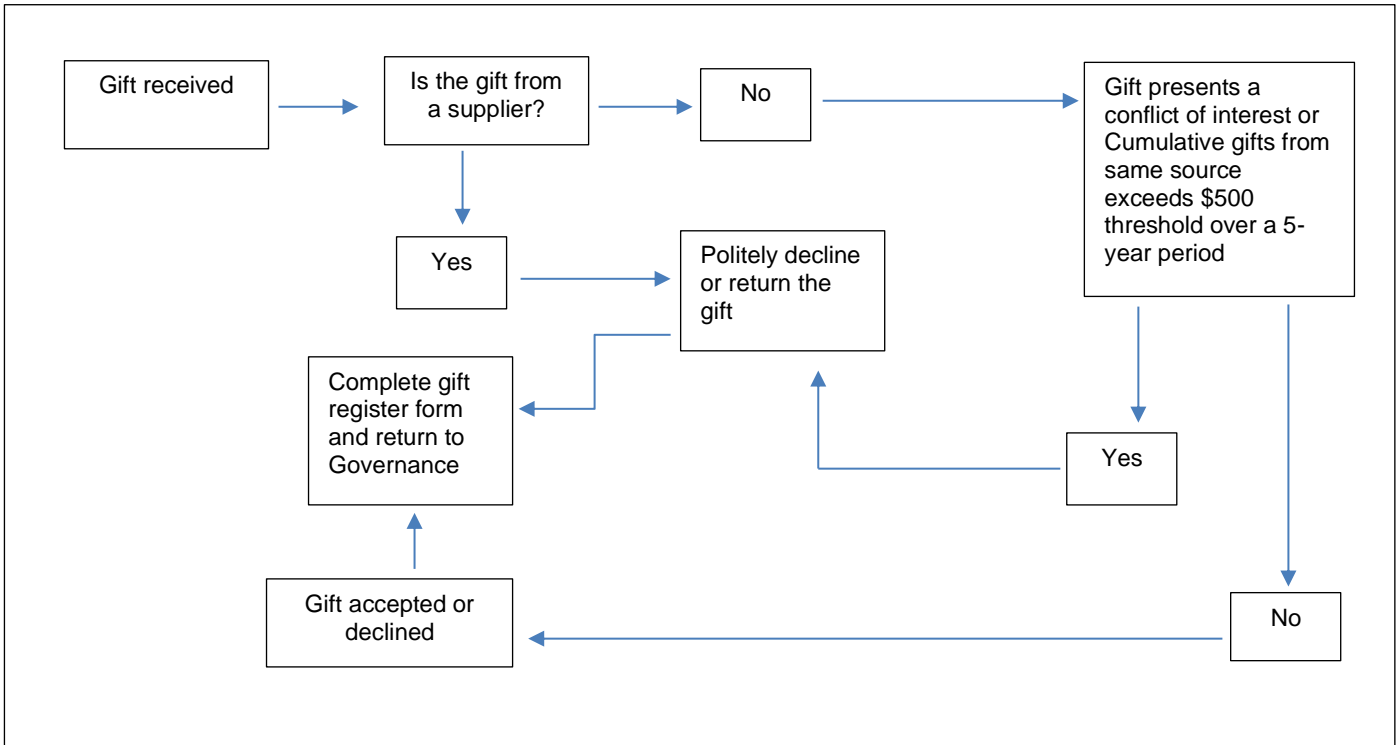 Gift received
Is the gift from
a supplier?
No
Gift presents a
conflict of interest or
Cumulative gifts from
same source
exceeds $500
threshold over a 5-
year period
Yes
Politely decline
or return the
gift
Complete gift
register form
and return to
Governance
Yes
Gift accepted or
declined
No